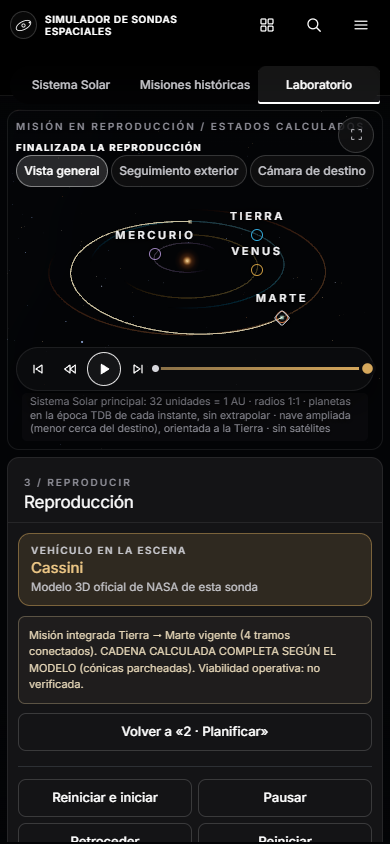 SIMULADOR DE SONDAS
ESPACIALES
Sistema Solar
Misiones históricas
Laboratorio
MISIÓN EN REPRODUCCIÓN / ESTADOS CALCULADOS
FINALIZADA LA REPRODUCCIÓN
Vista general
Seguimiento exterior
Cámara de destino
TIERRA
MERCURIO
VENUS
MARTE
Sistema Solar principal: 32 unidades = 1 AU · radios 1:1 · planetas
en la época TDB de cada instante, sin extrapolar · nave ampliada
(menor cerca del destino), orientada a la Tierra · sin satélites
3 / REPRODUCIR
Reproducción
VEHÍCULO EN LA ESCENA
Cassini
Modelo 3D oficial de NASA de esta sonda
Misión integrada Tierra → Marte vigente (4 tramos
conectados). CADENA CALCULADA COMPLETA SEGÚN EL
MODELO (cónicas parcheadas). Viabilidad operativa: no
verificada.
Volver a «2 · Planificar»
Reiniciar e iniciar
Pausar
Retroceder
Reiniciar